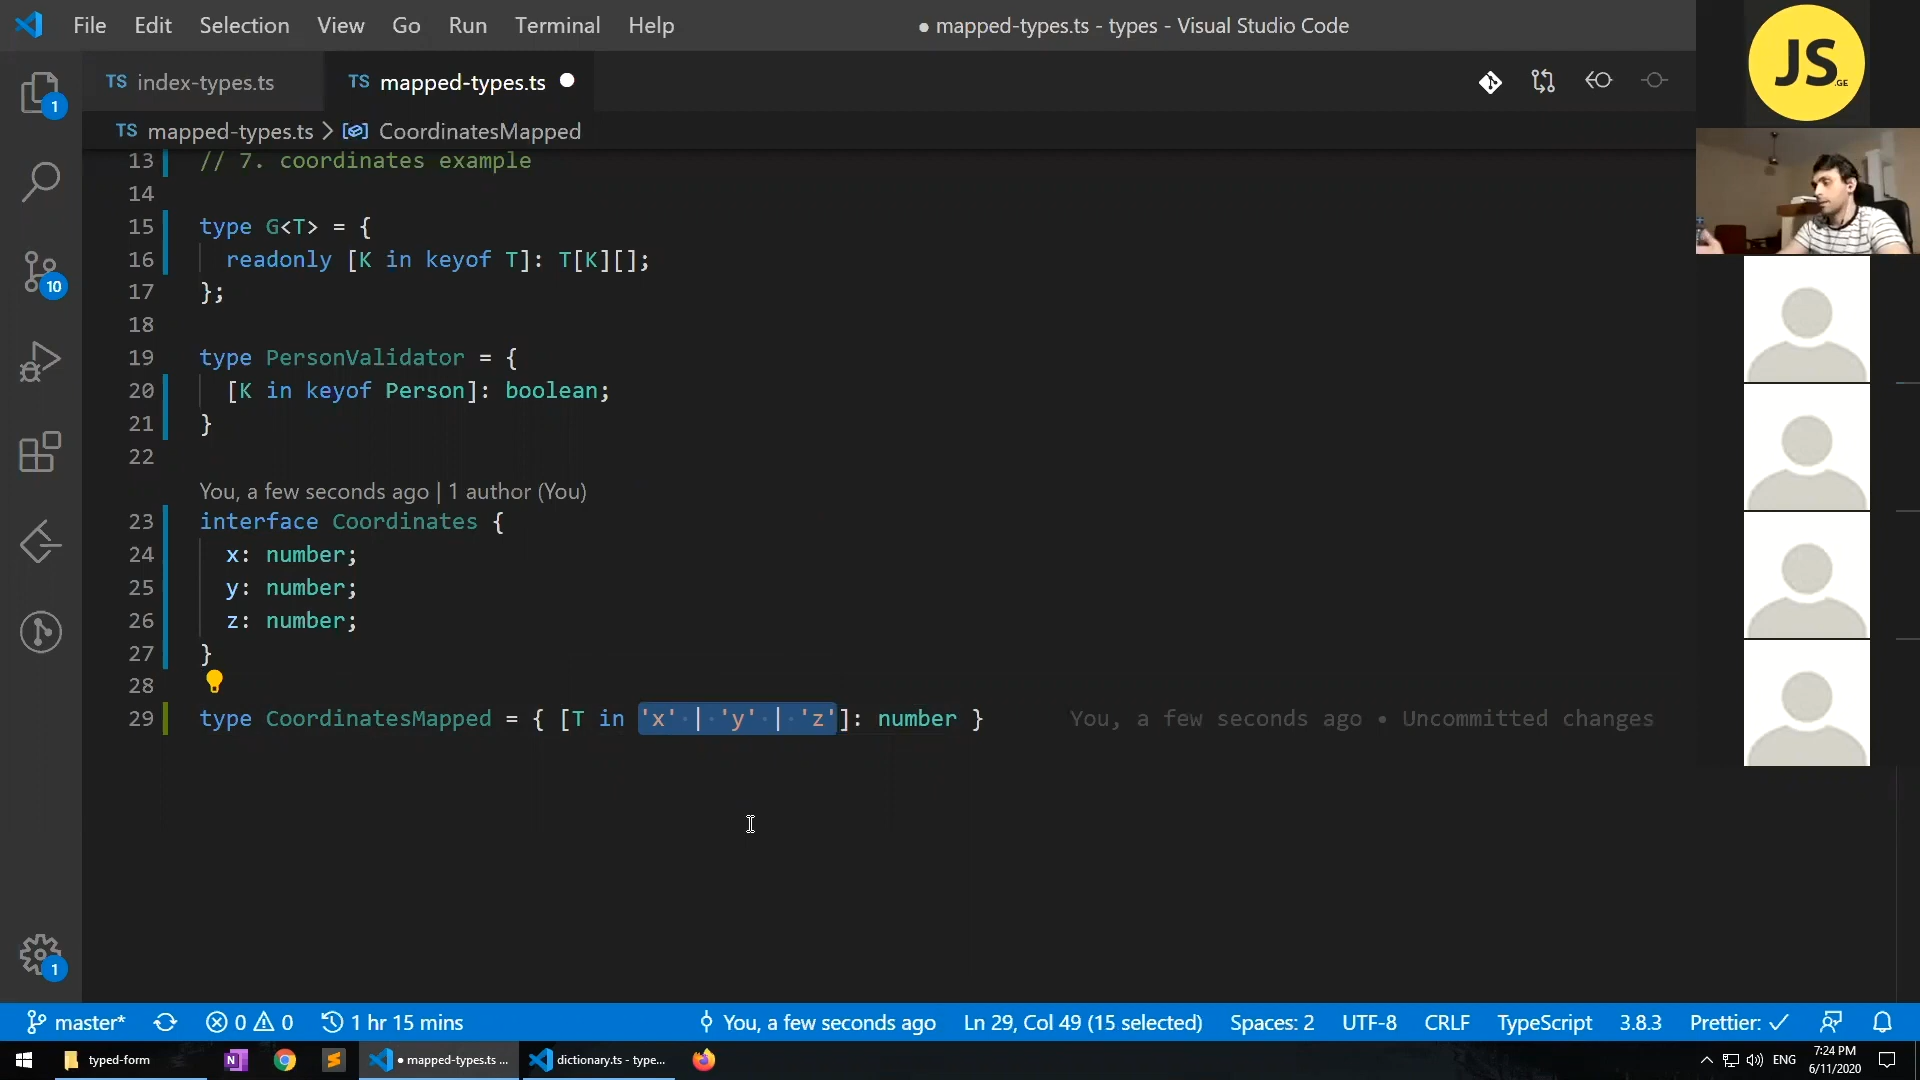 File Edit Selection View Go Run Terminal Help
● mapped-types.ts - types - Visual Studio Code
JS.GE
TS index-types.ts
TS mapped-types.ts ●
TS mapped-types.ts > CoordinatesMapped
13 // 7. coordinates example
14
15 type G<T> = {
16 readonly [K in keyof T]: T[K][];
17 };
18
19 type PersonValidator = {
20 [K in keyof Person]: boolean;
21 }
22
You, a few seconds ago | 1 author (You)
23 interface Coordinates {
24 x: number;
25 y: number;
26 z: number;
27 }
28
29 type CoordinatesMapped = { [T in 'x' | 'y' | 'z']: number } You, a few seconds ago • Uncommitted changes
1
10
1
master* 0 0 1 hr 15 mins You, a few seconds ago Ln 29, Col 49 (15 selected) Spaces: 2 UTF-8 CRLF TypeScript 3.8.3 Prettier: ✓
typed-form N S ● mapped-types.ts ... dictionary.ts - type... ENG 7:24 PM
6/11/2020